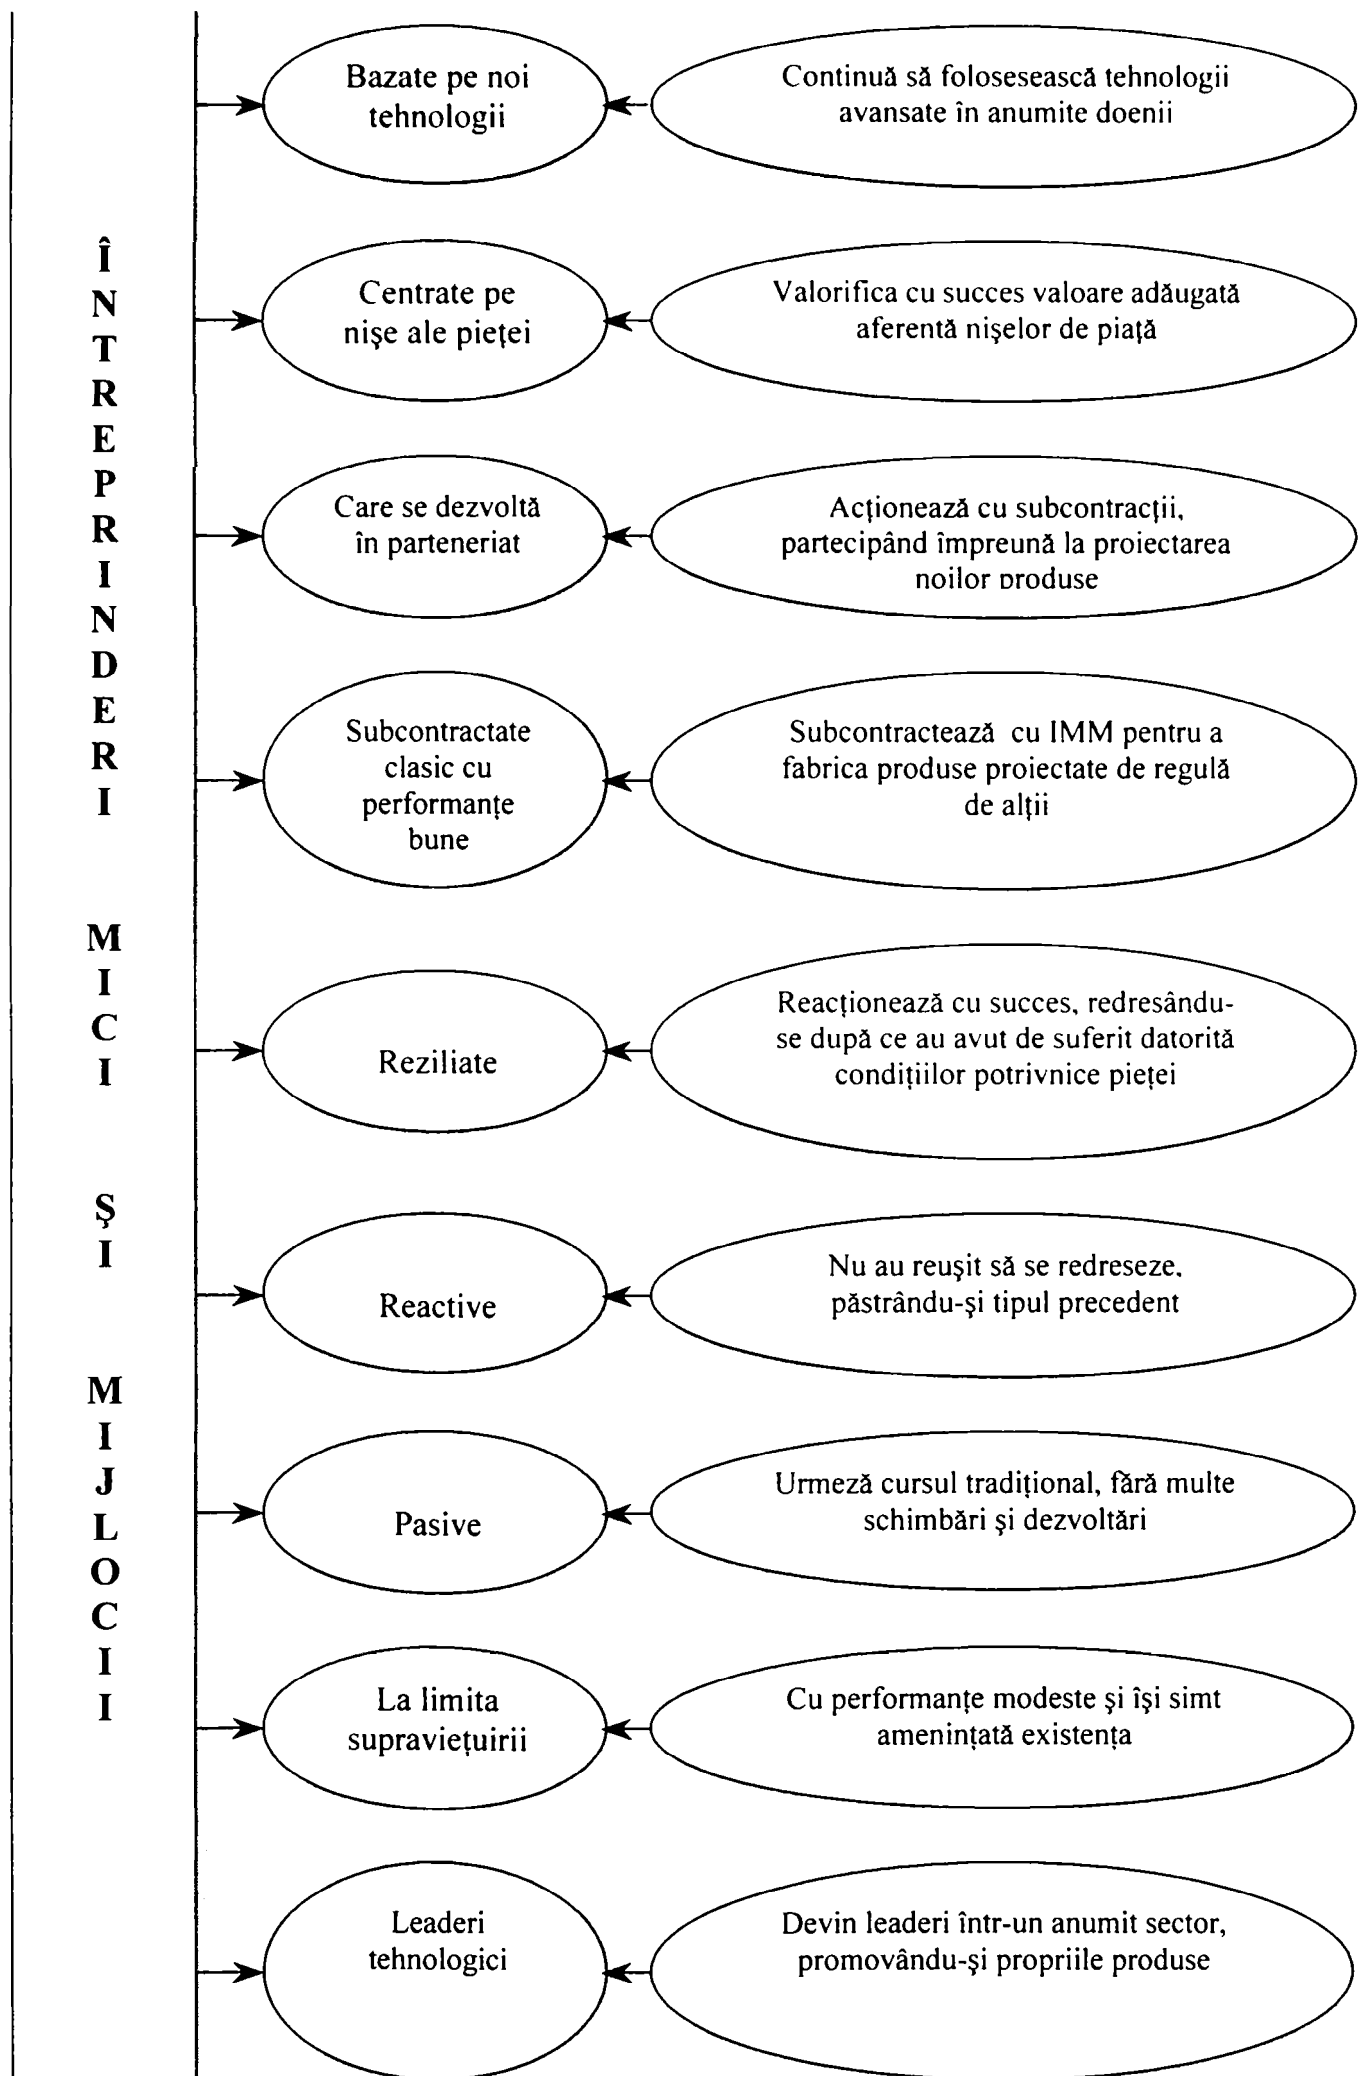 ÎNTREPRINDERI MICI ŞI MIJLOCII
Bazate pe noi
tehnologii
Continuă să folosesească tehnologii
avansate în anumite doenii
Centrate pe
nişe ale pieţei
Valorifica cu succes valoare adăugată
aferentă nişelor de piaţă
Care se dezvoltă
în parteneriat
Acţionează cu subcontracţii,
partecipând împreună la proiectarea
noilor produse
Subcontractate
clasic cu
performanţe
bune
Subcontractează cu IMM pentru a
fabrica produse proiectate de regulă
de alţii
Reziliate
Reacţionează cu succes, redresându-
se după ce au avut de suferit datorită
condiţiilor potrivnice pieţei
Reactive
Nu au reuşit să se redreseze,
păstrându-şi tipul precedent
Pasive
Urmeză cursul tradiţional, fără multe
schimbări şi dezvoltări
La limita
supravieţuirii
Cu performanţe modeste şi îşi simt
ameninţată existenţa
Leaderi
tehnologici
Devin leaderi într-un anumit sector,
promovându-şi propriile produse